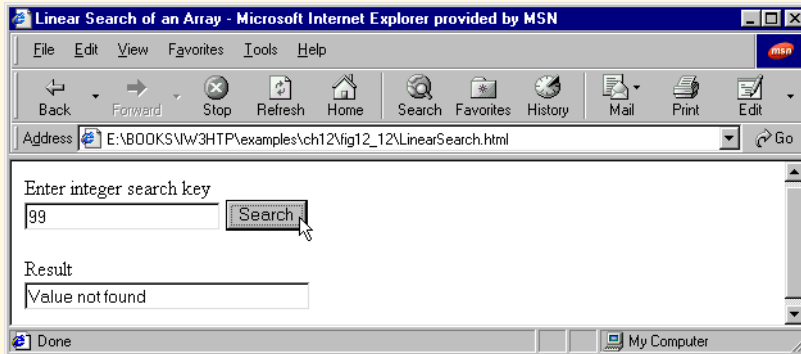 Linear Search of an Array - Microsoft Internet Explorer provided by MSN
File Edit View Favorites Tools Help
msn
Back Forward Stop Refresh Home Search Favorites History Mail Print Edit
Address E:\BOOKS\IW3HTP\examples\ch12\fig12_12\LinearSearch.html Go
Enter integer search key
99 Search
Result
Value not found
Done My Computer